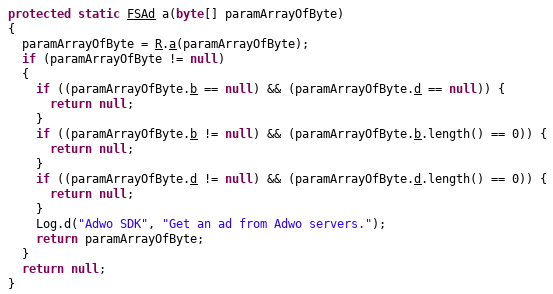 protected static FSAd a(byte[] paramArrayOfByte)
{
  paramArrayOfByte = R.a(paramArrayOfByte);
  if (paramArrayOfByte != null)
  {
    if ((paramArrayOfByte.b == null) && (paramArrayOfByte.d == null)) {
      return null;
    }
    if ((paramArrayOfByte.b != null) && (paramArrayOfByte.b.length() == 0)) {
      return null;
    }
    if ((paramArrayOfByte.d != null) && (paramArrayOfByte.d.length() == 0)) {
      return null;
    }
    Log.d("Adwo SDK", "Get an ad from Adwo servers.");
    return paramArrayOfByte;
  }
  return null;
}